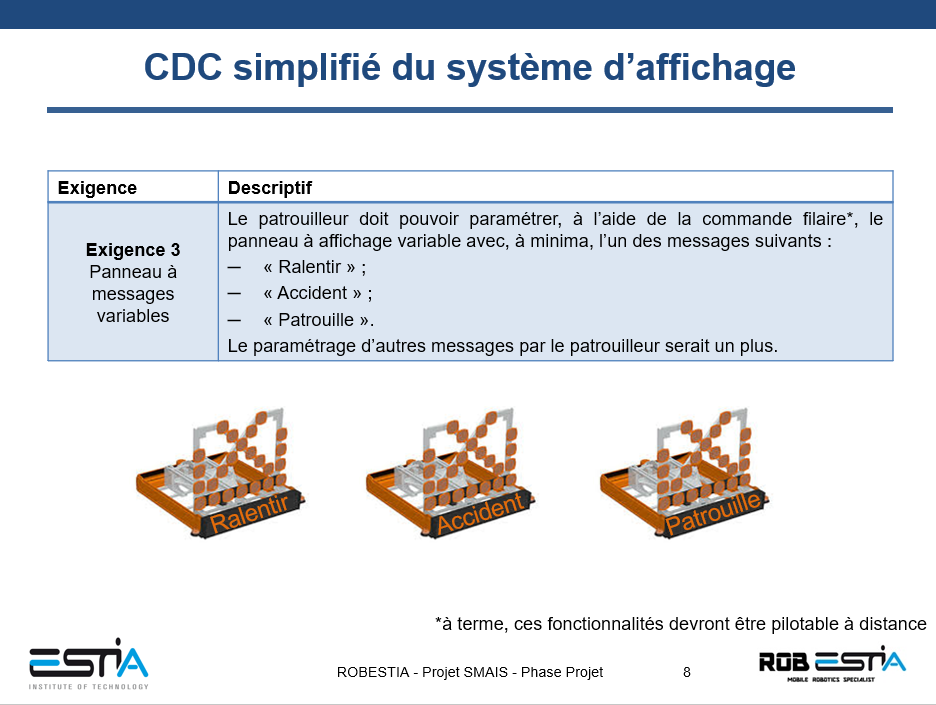 CDC simplifié du système d’affichage
Exigence
Descriptif
Exigence 3
Panneau à
messages
variables
Le patrouilleur doit pouvoir paramétrer, à l’aide de la commande filaire*, le
panneau à affichage variable avec, à minima, l’un des messages suivants :
─ « Ralentir » ;
─ « Accident » ;
─ « Patrouille ».
Le paramétrage d’autres messages par le patrouilleur serait un plus.
Ralentir
Accident
Patrouille
*à terme, ces fonctionnalités devront être pilotable à distance
ESTIA
INSTITUTE OF TECHNOLOGY
ROBESTIA - Projet SMAIS - Phase Projet
8
ROB ESTIA
MOBILE ROBOTICS SPECIALIST